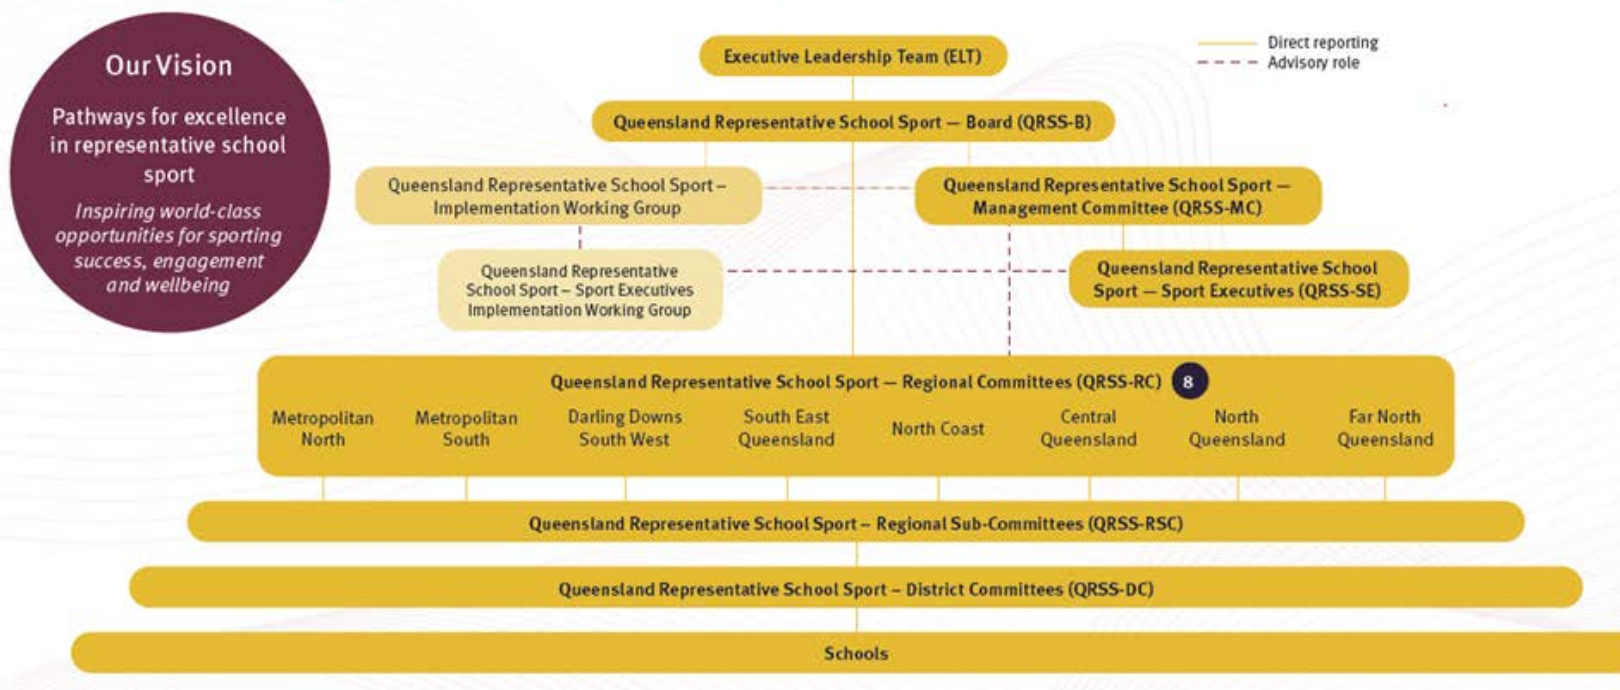 Our Vision
Pathways for excellence
in representative school
sport
Inspiring world-class
opportunities for sporting
success, engagement
and wellbeing
Direct reporting
Advisory role
Executive Leadership Team (ELT)
Queensland Representative School Sport — Board (QRSS-B)
Queensland Representative School Sport –
Implementation Working Group
Queensland Representative School Sport —
Management Committee (QRSS-MC)
Queensland Representative
School Sport – Sport Executives
Implementation Working Group
Queensland Representative School
Sport — Sport Executives (QRSS-SE)
Queensland Representative School Sport — Regional Committees (QRSS-RC) 8
Metropolitan
North
Metropolitan
South
Darling Downs
South West
South East
Queensland
North Coast
Central
Queensland
North
Queensland
Far North
Queensland
Queensland Representative School Sport – Regional Sub-Committees (QRSS-RSC)
Queensland Representative School Sport – District Committees (QRSS-DC)
Schools